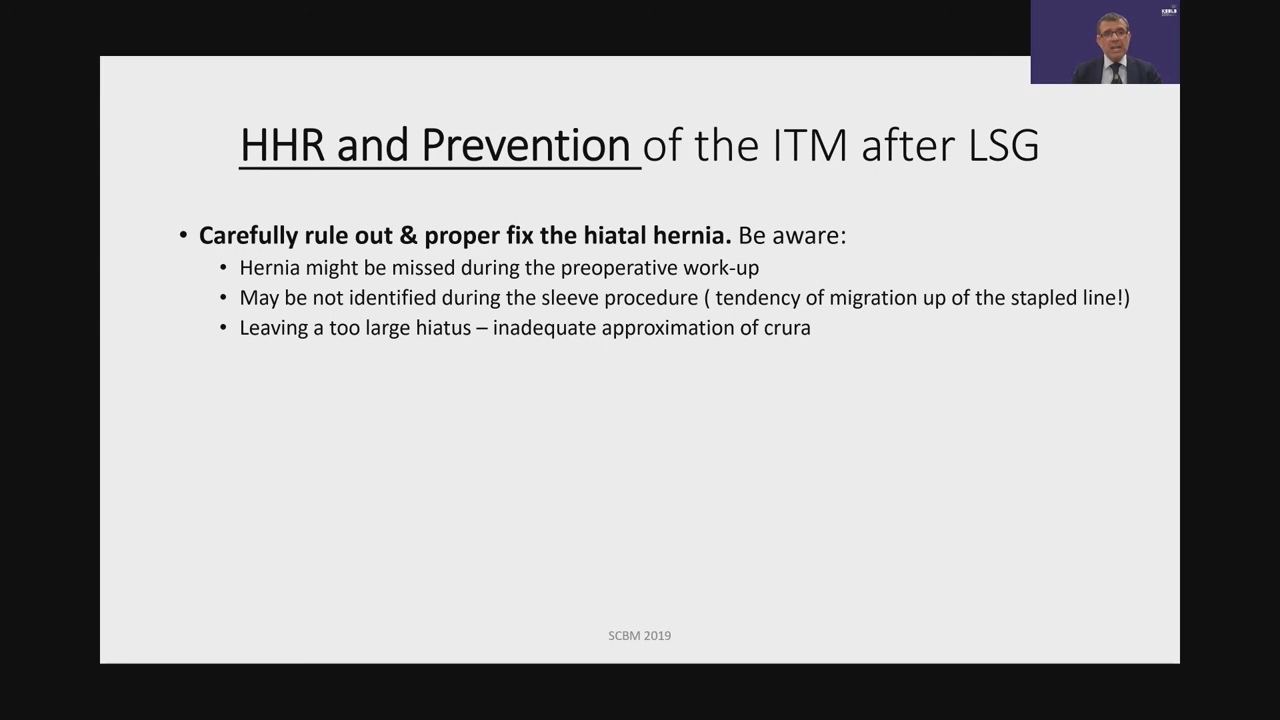 HHR and Prevention of the ITM after LSG
• Carefully rule out & proper fix the hiatal hernia. Be aware:
• Hernia might be missed during the preoperative work-up
• May be not identified during the sleeve procedure ( tendency of migration up of the stapled line!)
• Leaving a too large hiatus – inadequate approximation of crura
SCBM 2019